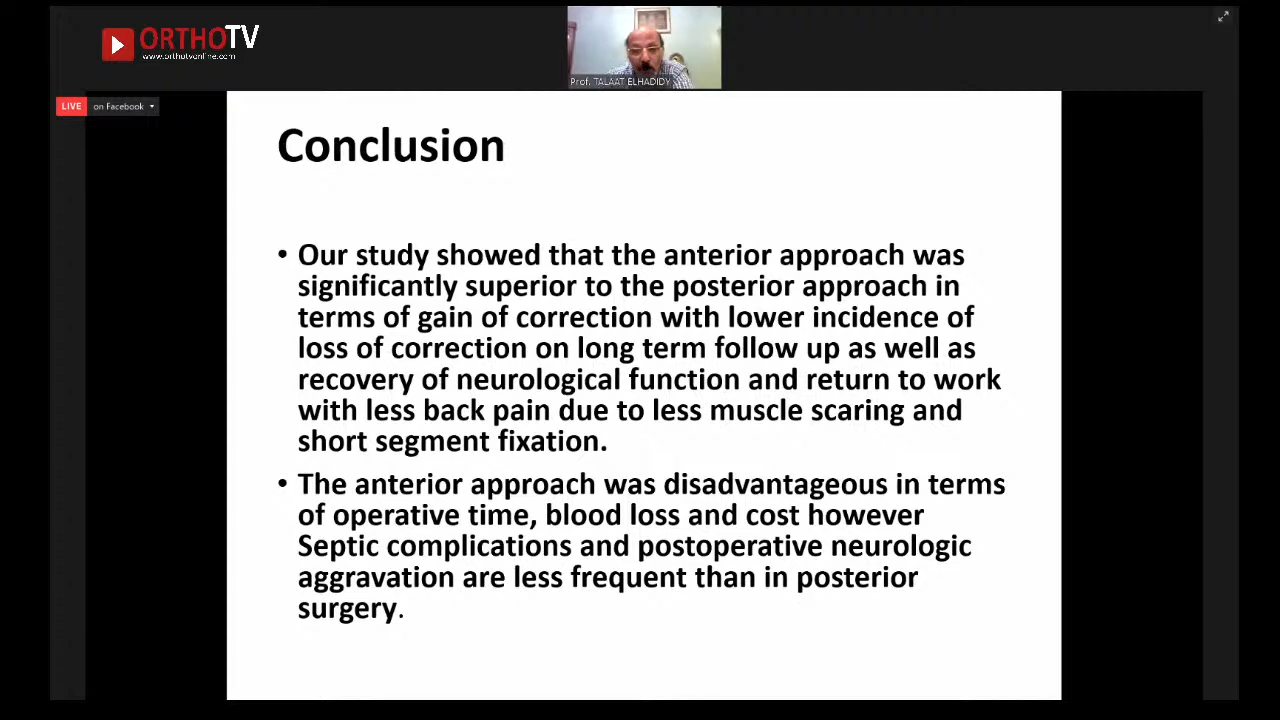 ORTHOTV
www.orthotvonline.com
Prof. TALAAT ELHADIDY
LIVE on Facebook
Conclusion
• Our study showed that the anterior approach was
significantly superior to the posterior approach in
terms of gain of correction with lower incidence of
loss of correction on long term follow up as well as
recovery of neurological function and return to work
with less back pain due to less muscle scaring and
short segment fixation.
• The anterior approach was disadvantageous in terms
of operative time, blood loss and cost however
Septic complications and postoperative neurologic
aggravation are less frequent than in posterior
surgery.